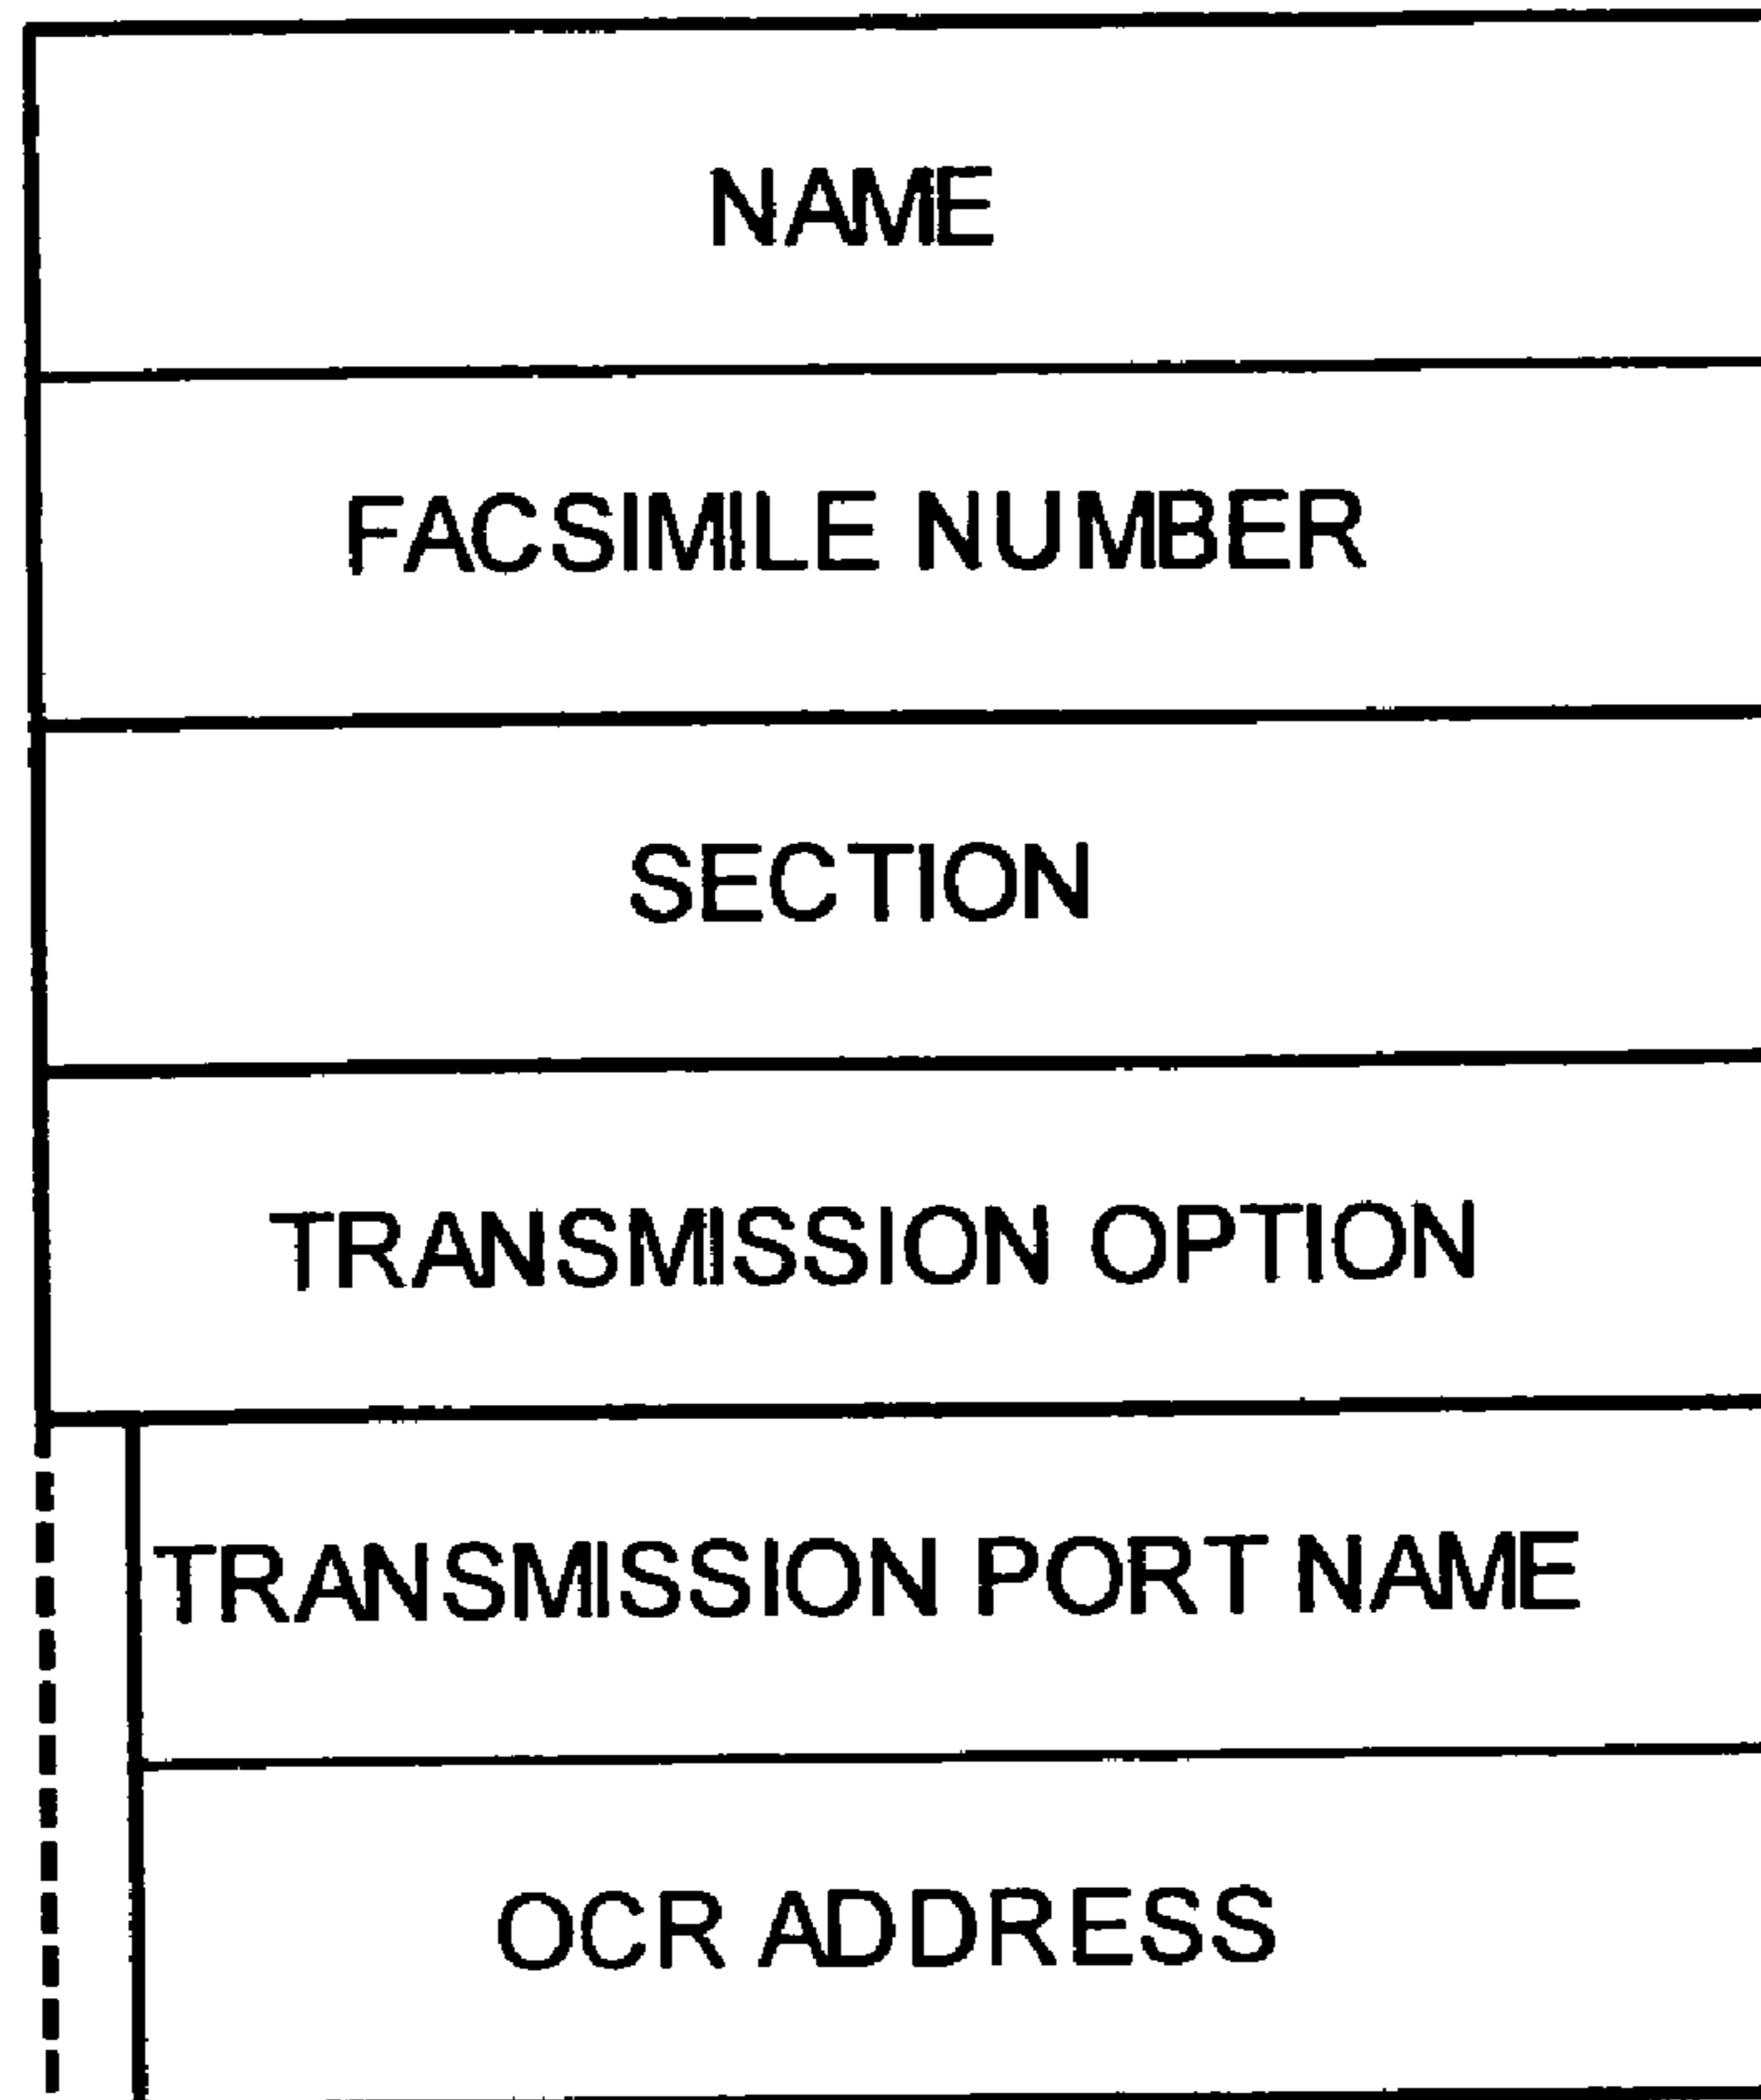 NAME
FACSIMILE NUMBER
SECTION
TRANSMISSION OPTION
TRANSMISSION PORT NAME
OCR ADDRESS